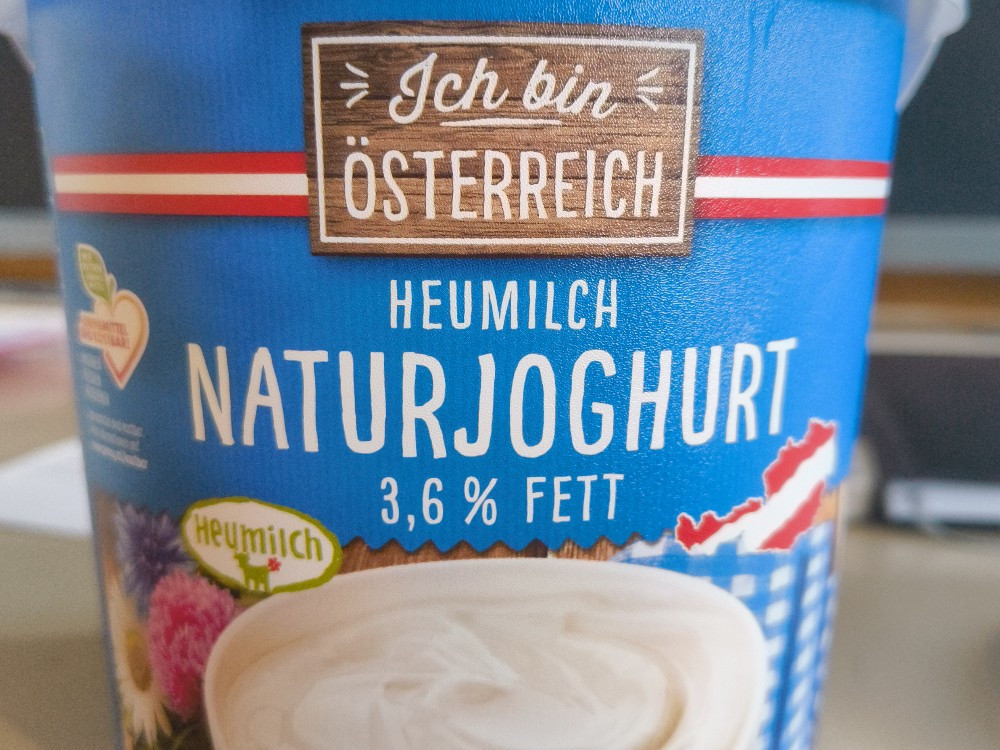 Ich bin
ÖSTERREICH
HEUMILCH
NATURJOGHURT
3,6 % FETT
Heumilch